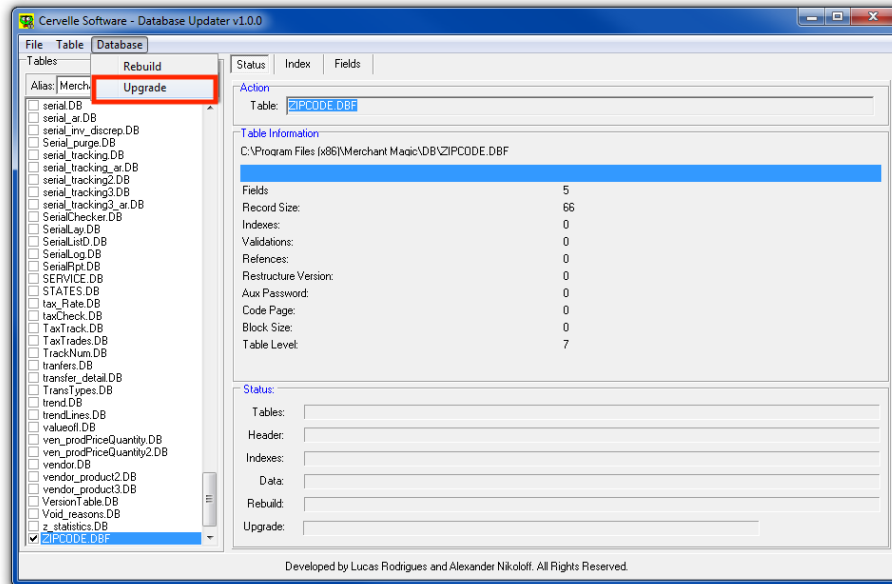 Cervelle Software - Database Updater v1.0.0
File Table Database
Rebuild
Upgrade
Tables
Alias: Mercha
serial.DB
serial_ar.DB
serial_inv_discrep.DB
Serial_purge.DB
serial_tracking.DB
serial_tracking_ar.DB
serial_tracking2.DB
serial_tracking3.DB
serial_tracking3_ar.DB
SerialChecker.DB
SerialLay.DB
SerialListD.DB
SerialLog.DB
SerialRpt.DB
SERVICE.DB
STATES.DB
tax_Rate.DB
taxCheck.DB
TaxTrack.DB
TaxTrades.DB
TrackNum.DB
tranfers.DB
transfer_detail.DB
TransTypes.DB
trend.DB
trendLines.DB
valueofI.DB
ven_prodPriceQuantity.DB
ven_prodPriceQuantity2.DB
vendor.DB
vendor_product2.DB
vendor_product3.DB
VersionTable.DB
Void_reasons.DB
z_statistics.DB
ZIPCODE.DBF
Status Index Fields
Action
Table: ZIPCODE.DBF
Table Information
C:\Program Files (x86)\Merchant Magic\DB\ZIPCODE.DBF
Fields 5
Record Size: 66
Indexes: 0
Validations: 0
Refences: 0
Restructure Version: 0
Aux Password: 0
Code Page: 0
Block Size: 0
Table Level: 7
Status:
Tables:
Header:
Indexes:
Data:
Rebuild:
Upgrade:
Developed by Lucas Rodrigues and Alexander Nikoloff. All Rights Reserved.